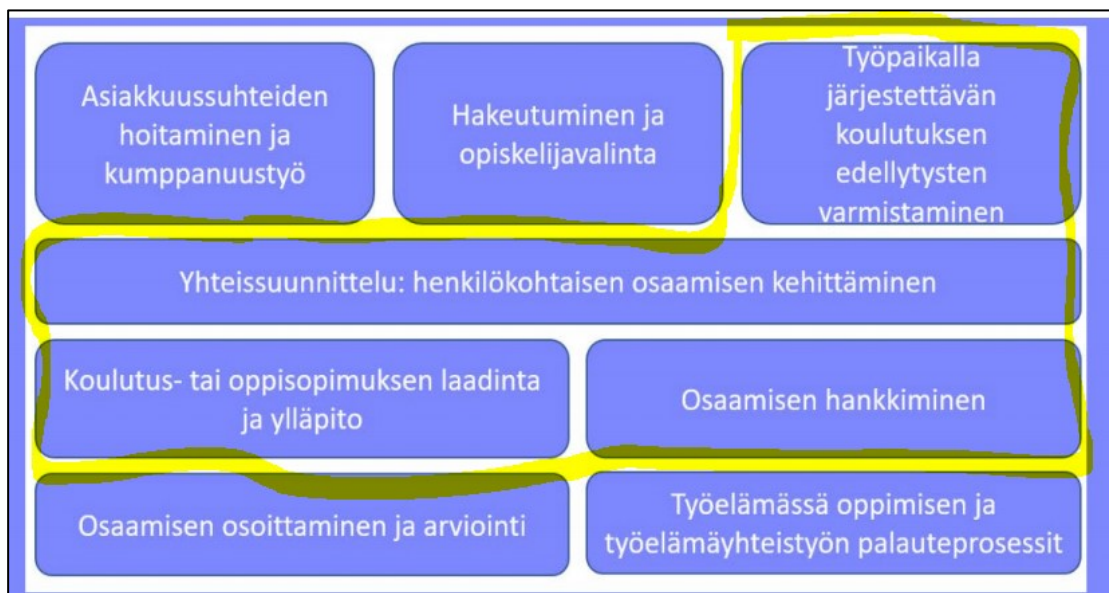 Asiakkuussuhteiden
hoitaminen ja
kumppanuustyö
Hakeutuminen ja
opiskelijavalinta
Työpaikalla
järjestettävän
koulutuksen
edellytysten
varmistaminen
Yhteissuunnittelu: henkilökohtaisen osaamisen kehittäminen
Koulutus- tai oppisopimuksen laadinta
ja ylläpito
Osaamisen hankkiminen
Osaamisen osoittaminen ja arviointi
Työelämässä oppimisen ja
työelämäyhteistyön palauteprosessit